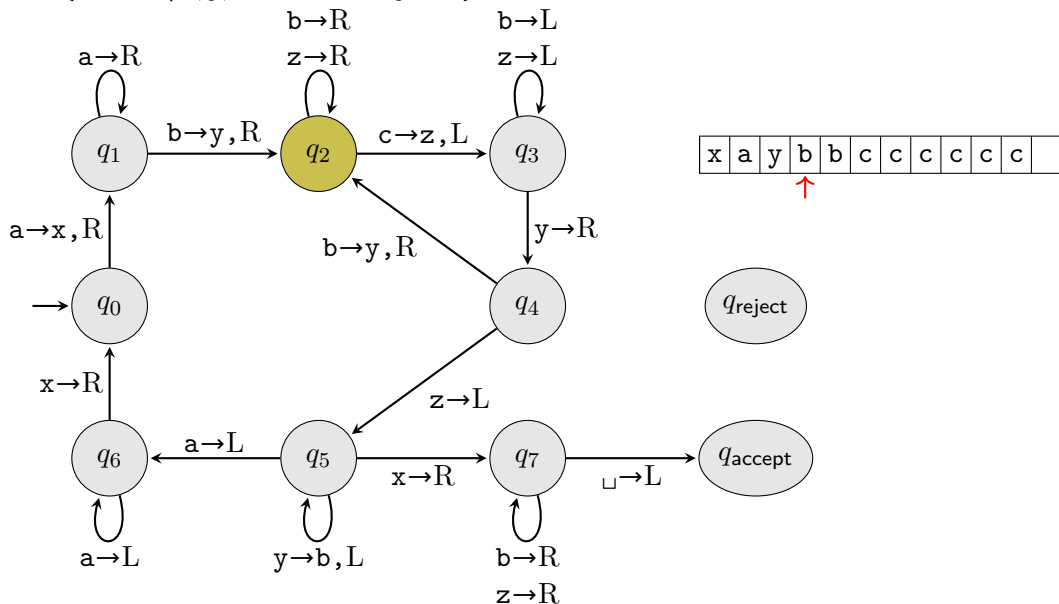 b→R
z→R
b→L
z→L
a→R
q1
b→y,R
q2
c→z,L
q3
x a y b b c c c c c c
a→x,R
b→y,R
y→R
q0
q4
qreject
x→R
z→L
q6
a→L
q5
x→R
q7
␣→L
qaccept
a→L
y→b,L
b→R
z→R